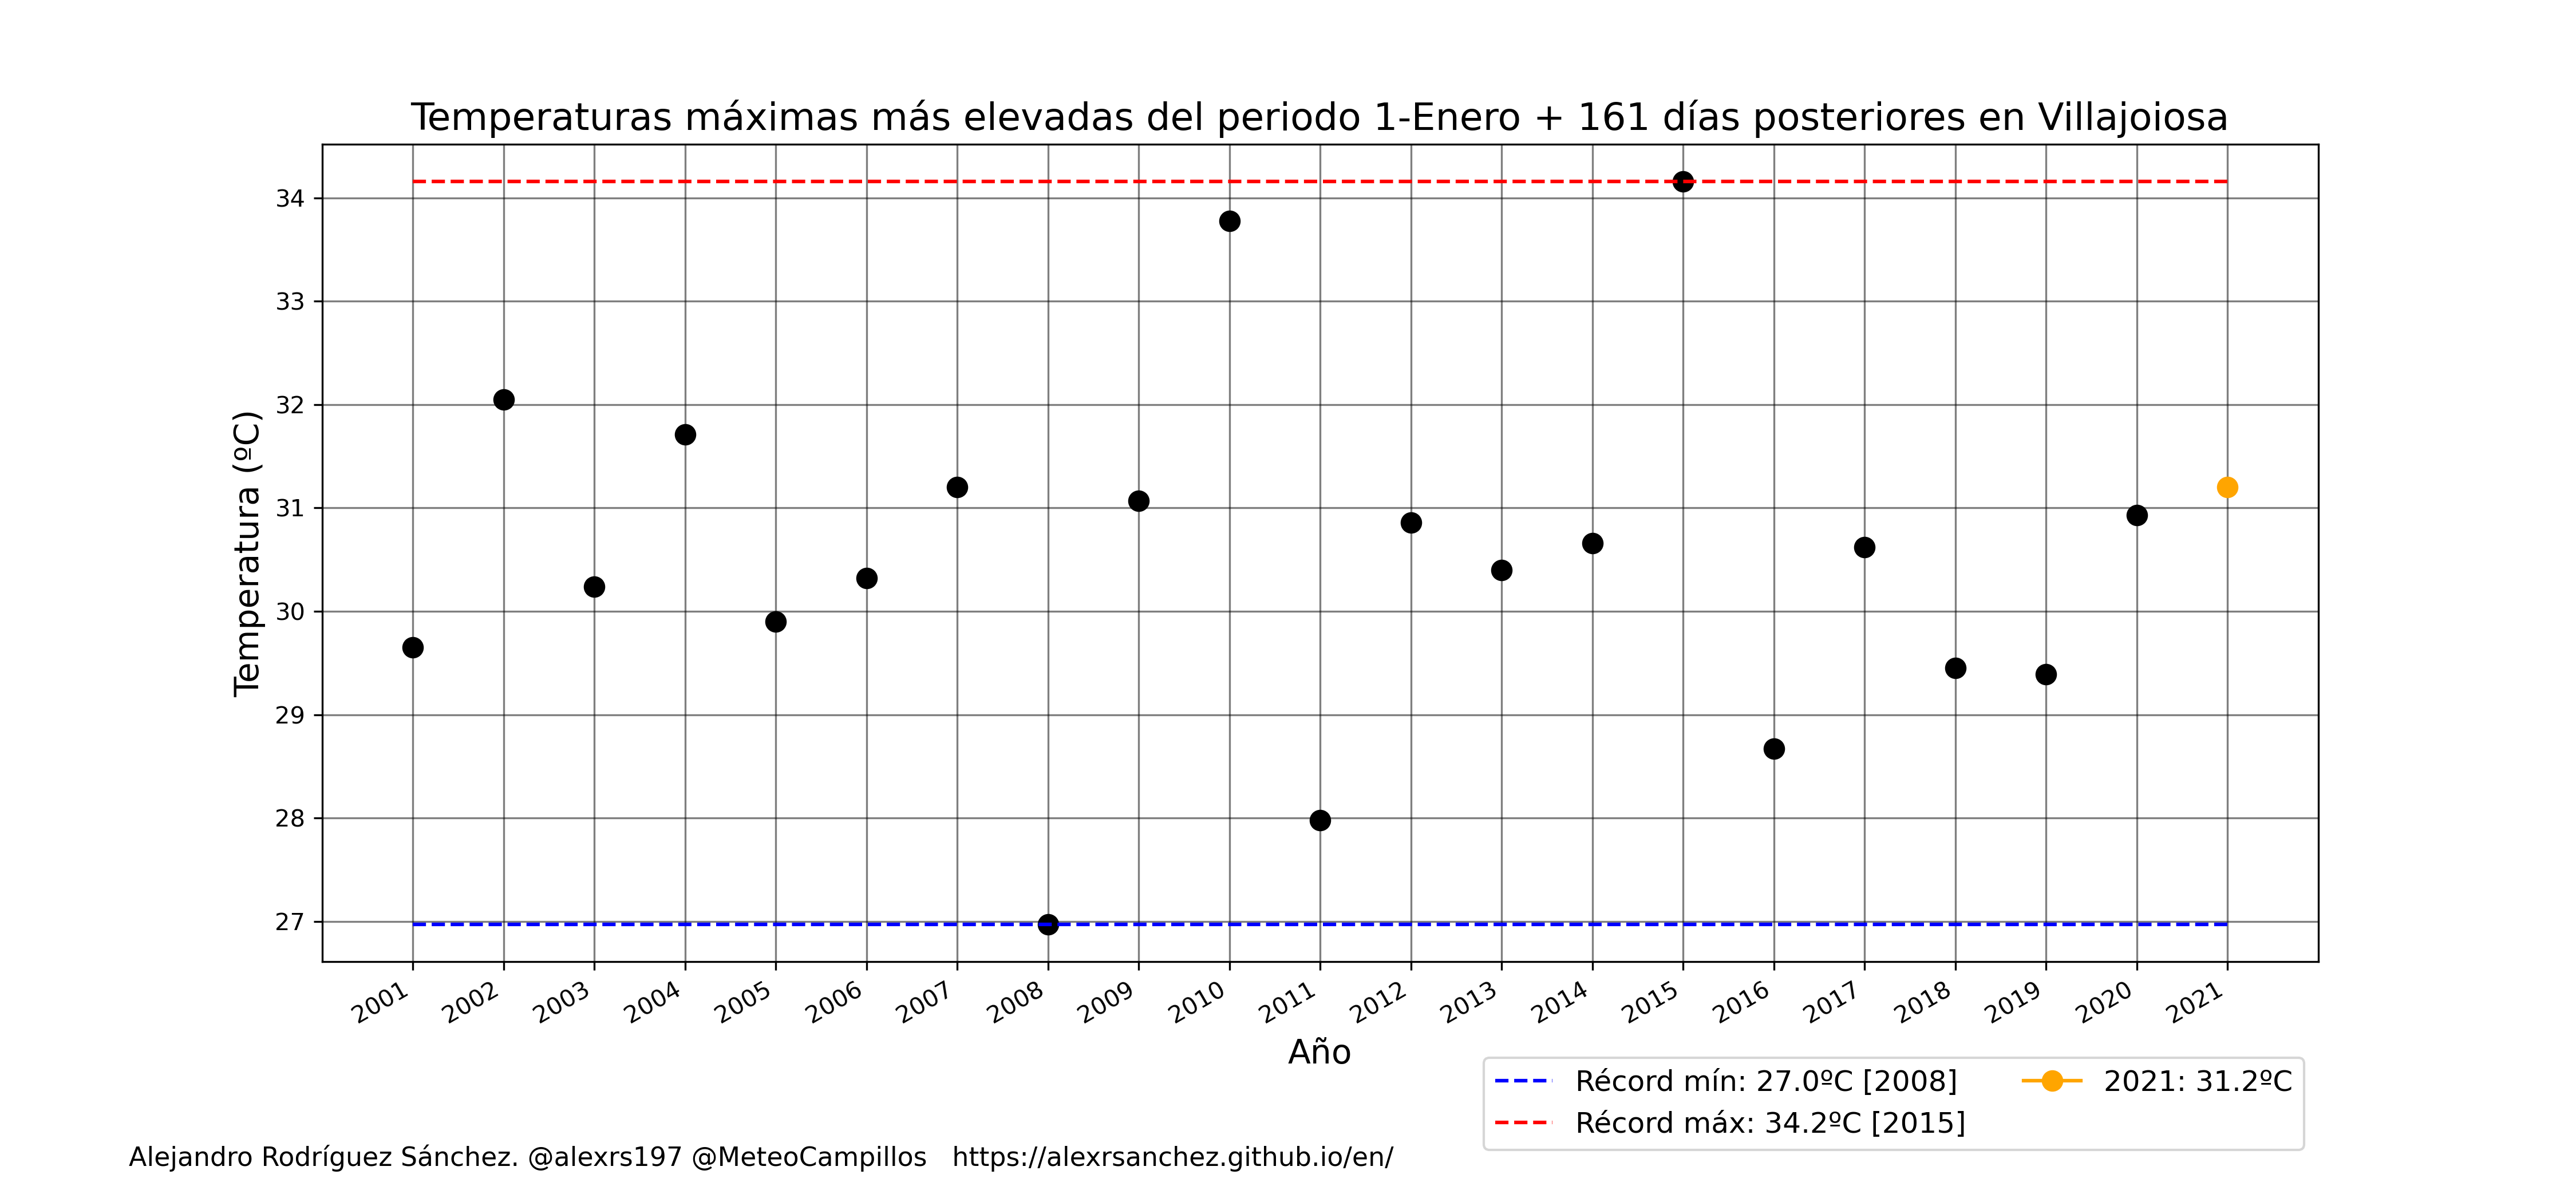 Temperaturas máximas más elevadas del periodo 1-Enero + 161 días posteriores en Villajoiosa
Temperatura (ºC)
34
33
32
31
30
29
28
27
2001 2002 2003 2004 2005 2006 2007 2008 2009 2010 2011 2012 2013 2014 2015 2016 2017 2018 2019 2020 2021
Año
Récord mín: 27.0ºC [2008]
Récord máx: 34.2ºC [2015]
2021: 31.2ºC
Alejandro Rodríguez Sánchez. @alexrs197 @MeteoCampillos https://alexrsanchez.github.io/en/